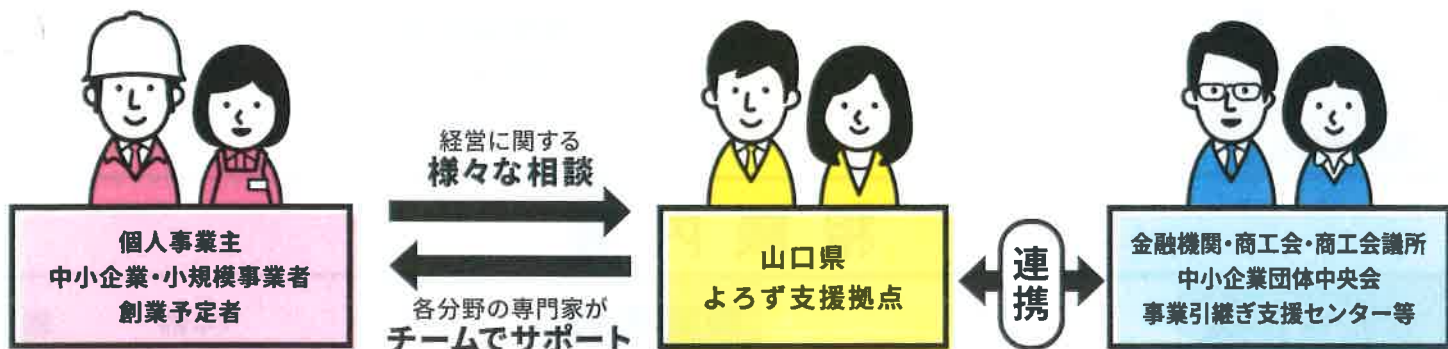 個人事業主
中小企業・小規模事業者
創業予定者
経営に関する
様々な相談
各分野の専門家が
チームでサポート
山口県
よろず支援拠点
連携
金融機関・商工会・商工会議所
中小企業団体中央会
事業引継ぎ支援センター等